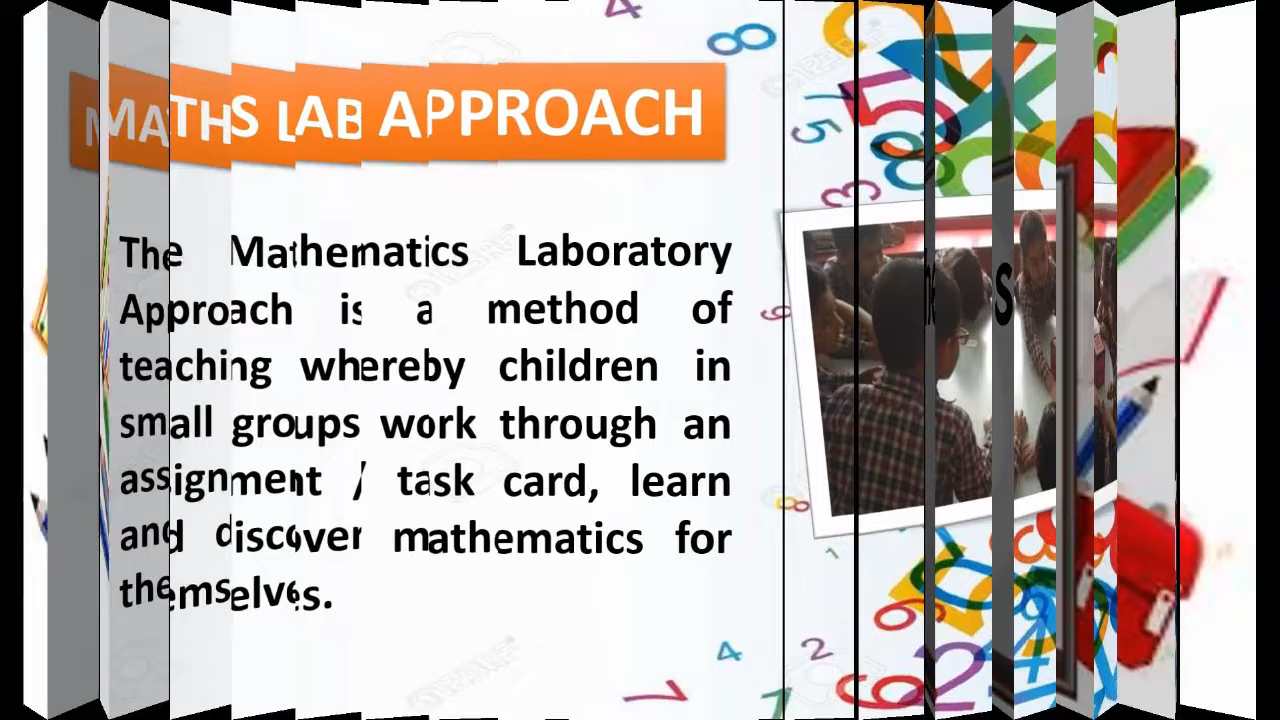 MATHS LAB APPROACH
The Mathematics Laboratory
Approach is a method of
teaching whereby children in
small groups work through an
assignment / task card, learn
and discover mathematics for
themselves.